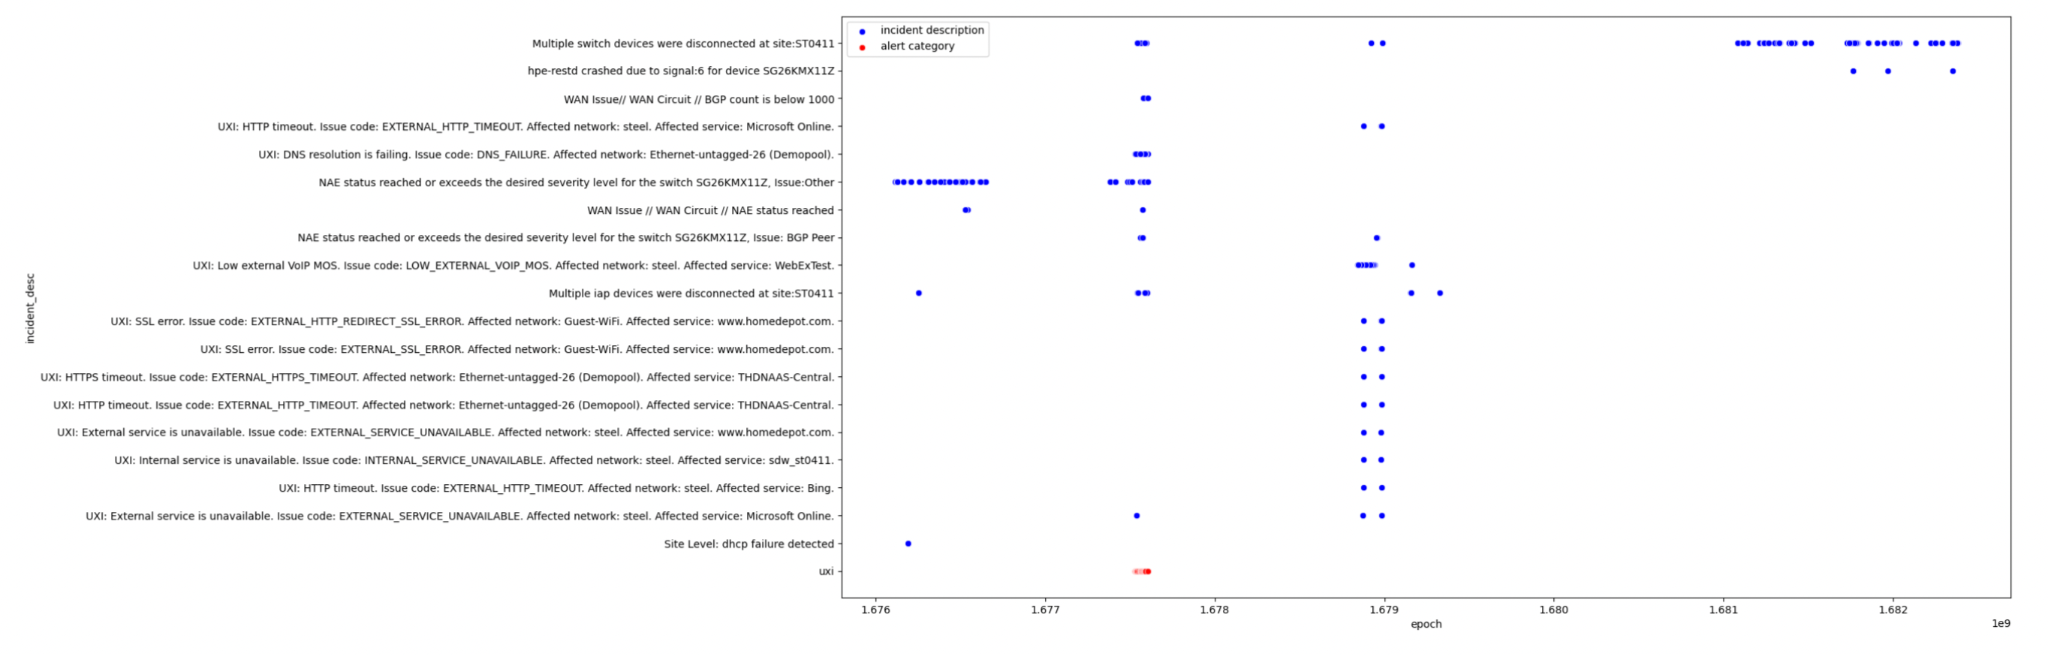 incident description
alert category
Multiple switch devices were disconnected at site:ST0411
hpe-restd crashed due to signal:6 for device SG26KMX11Z
WAN Issue// WAN Circuit // BGP count is below 1000
UXI: HTTP timeout. Issue code: EXTERNAL_HTTP_TIMEOUT. Affected network: steel. Affected service: Microsoft Online.
UXI: DNS resolution is failing. Issue code: DNS_FAILURE. Affected network: Ethernet-untagged-26 (Demopool).
NAE status reached or exceeds the desired severity level for the switch SG26KMX11Z, Issue:Other
WAN Issue // WAN Circuit // NAE status reached
NAE status reached or exceeds the desired severity level for the switch SG26KMX11Z, Issue: BGP Peer
UXI: Low external VoIP MOS. Issue code: LOW_EXTERNAL_VOIP_MOS. Affected network: steel. Affected service: WebExTest.
Multiple iap devices were disconnected at site:ST0411
UXI: SSL error. Issue code: EXTERNAL_HTTP_REDIRECT_SSL_ERROR. Affected network: Guest-WiFi. Affected service: www.homedepot.com.
UXI: SSL error. Issue code: EXTERNAL_SSL_ERROR. Affected network: Guest-WiFi. Affected service: www.homedepot.com.
UXI: HTTPS timeout. Issue code: EXTERNAL_HTTPS_TIMEOUT. Affected network: Ethernet-untagged-26 (Demopool). Affected service: THDNAAS-Central.
UXI: HTTP timeout. Issue code: EXTERNAL_HTTP_TIMEOUT. Affected network: Ethernet-untagged-26 (Demopool). Affected service: THDNAAS-Central.
UXI: External service is unavailable. Issue code: EXTERNAL_SERVICE_UNAVAILABLE. Affected network: steel. Affected service: www.homedepot.com.
UXI: Internal service is unavailable. Issue code: INTERNAL_SERVICE_UNAVAILABLE. Affected network: steel. Affected service: sdw_st0411.
UXI: HTTP timeout. Issue code: EXTERNAL_HTTP_TIMEOUT. Affected network: steel. Affected service: Bing.
UXI: External service is unavailable. Issue code: EXTERNAL_SERVICE_UNAVAILABLE. Affected network: steel. Affected service: Microsoft Online.
Site Level: dhcp failure detected
uxi
incident_desc
1.676 1.677 1.678 1.679 1.680 1.681 1.682
epoch
1e9